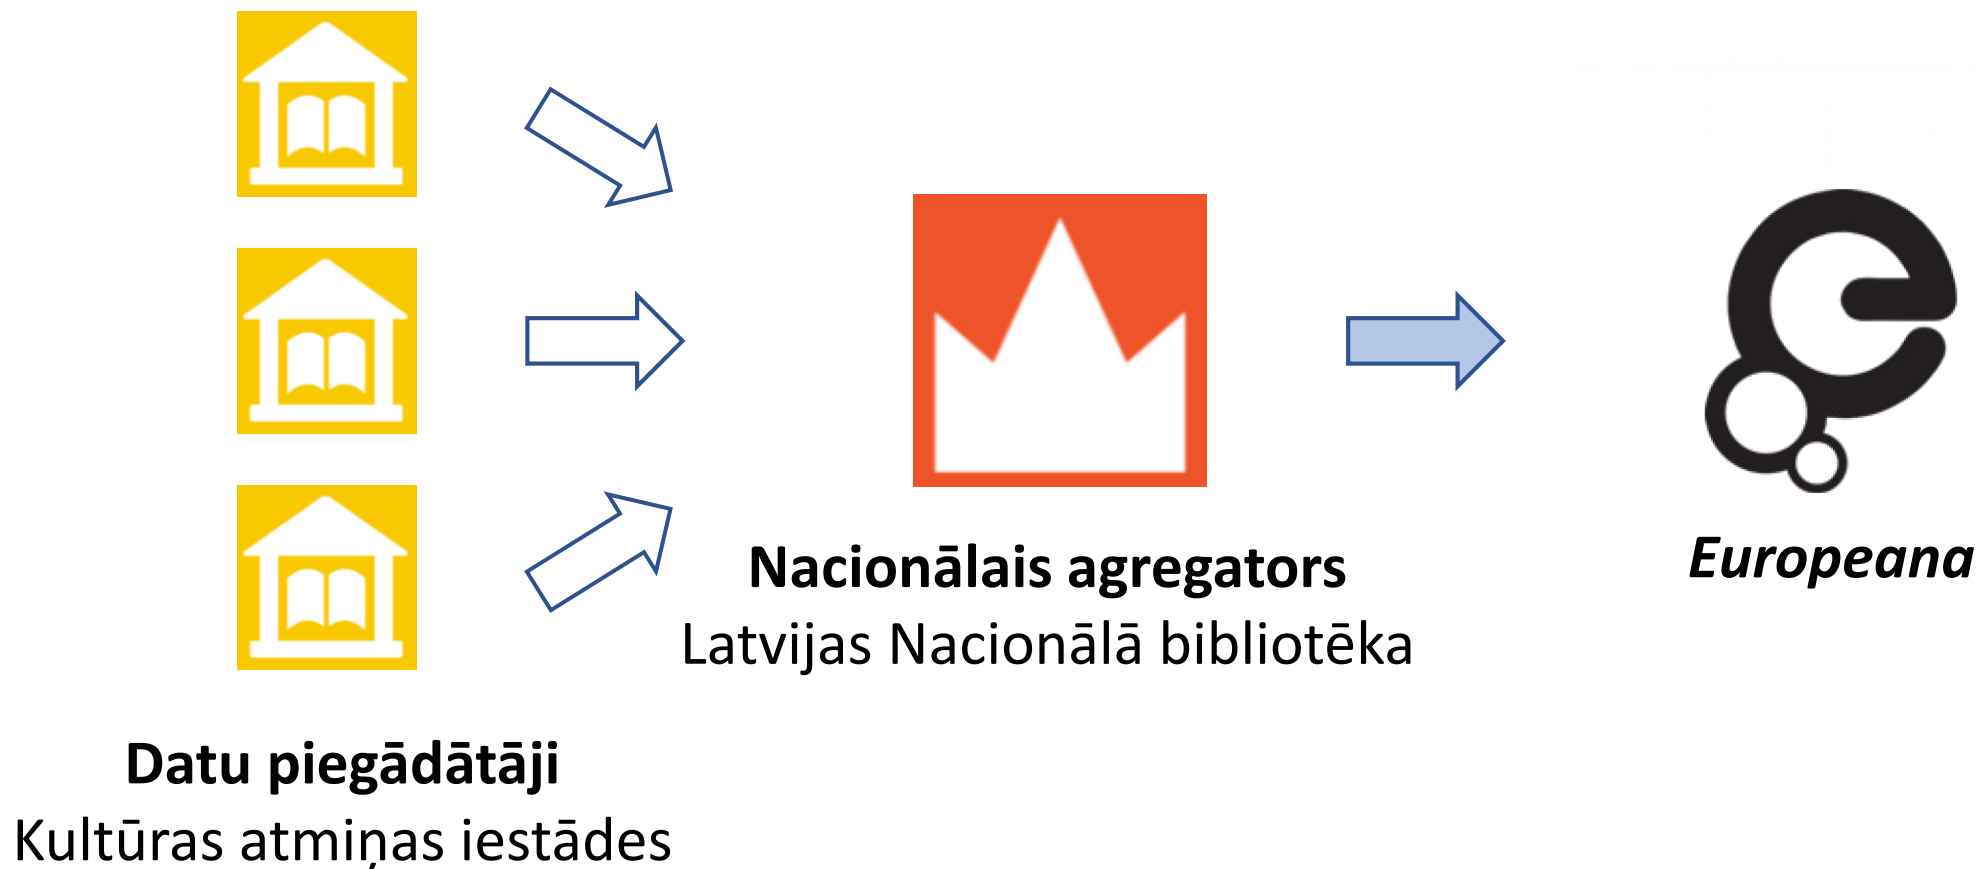 Nacionālais agregators
Latvijas Nacionālā bibliotēka
Europeana
Datu piegādātāji
Kultūras atmiņas iestādes